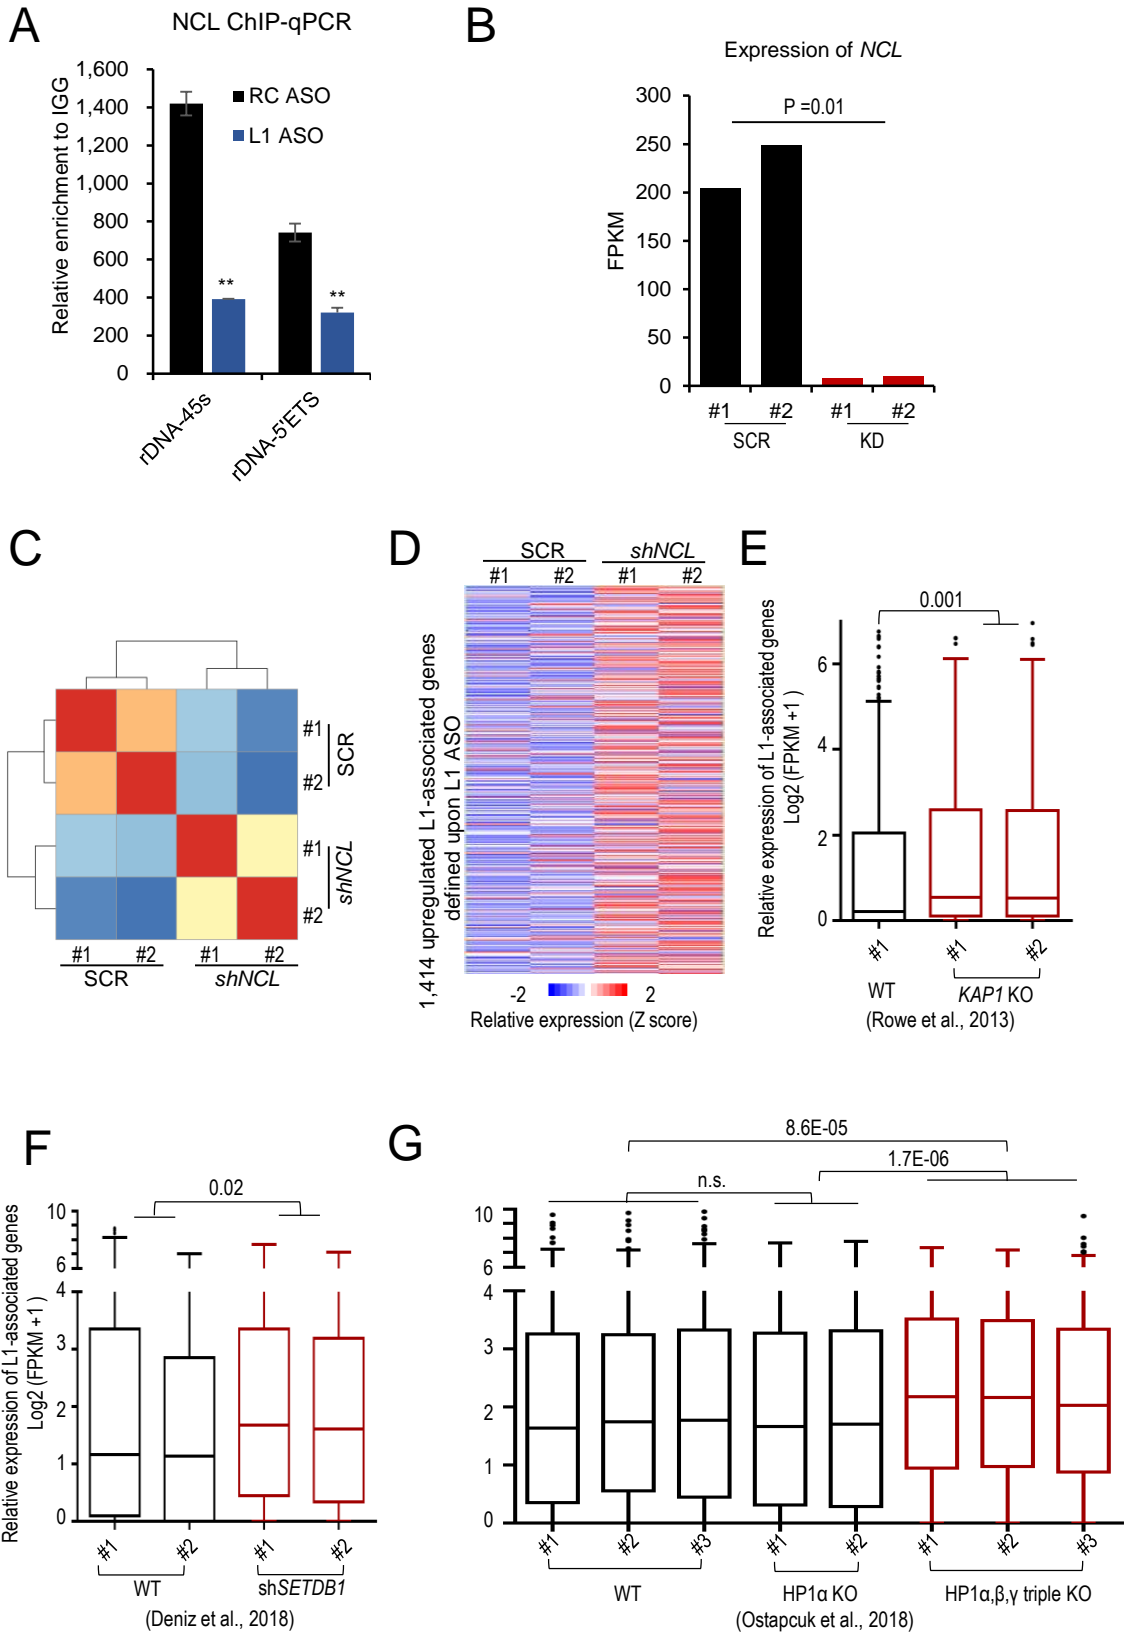 A
NCL ChIP-qPCR
Relative enrichment to IGG
1,600
1,400
1,200
1,000
800
600
400
200
0
RC ASO
L1 ASO
**
**
rDNA-45s
rDNA-5'ETS
B
Expression of NCL
FPKM
300
250
200
150
100
50
0
P =0.01
#1 #2 #1 #2
SCR KD
C
#1
#2
SCR
#1
#2
shNCL
#1 #2 #1 #2
SCR shNCL
D
SCR shNCL
#1 #2 #1 #2
1,414 upregulated L1-associated genes
defined upon L1 ASO
-2 2
Relative expression (Z score)
E
Relative expression of L1-associated genes
Log2 (FPKM +1 )
0.001
6
4
2
0
#1 #1 #2
WT KAP1 KO
(Rowe et al., 2013)
F
Relative expression of L1-associated genes
Log2 (FPKM +1 )
0.02
10
6
4
3
2
1
0
#1 #2 #1 #2
WT shSETDB1
(Deniz et al., 2018)
G
8.6E-05
1.7E-06
n.s.
10
6
4
3
2
1
0
#1 #2 #3 #1 #2 #1 #2 #3
WT HP1α KO HP1α,β,γ triple KO
(Ostapcuk et al., 2018)